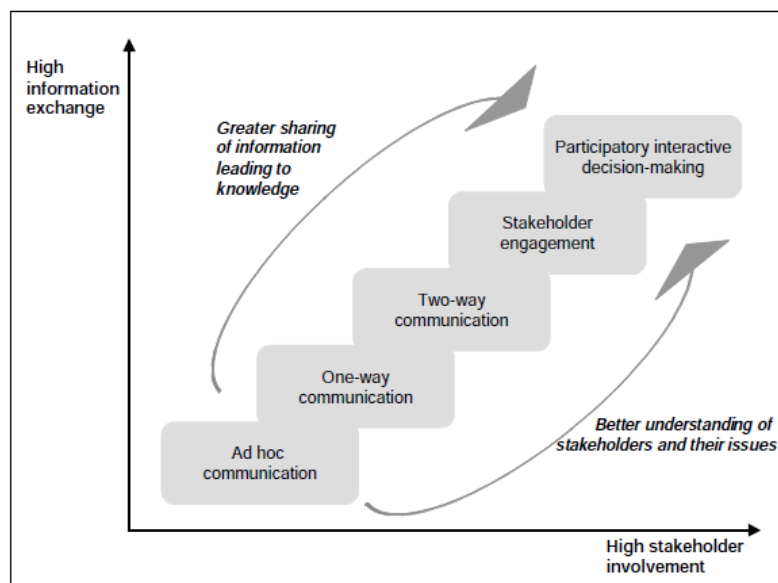 High
information
exchange
Greater sharing
of information
leading to
knowledge
Participatory interactive
decision-making
Stakeholder
engagement
Two-way
communication
One-way
communication
Ad hoc
communication
Better understanding of
stakeholders and their issues
High stakeholder
involvement